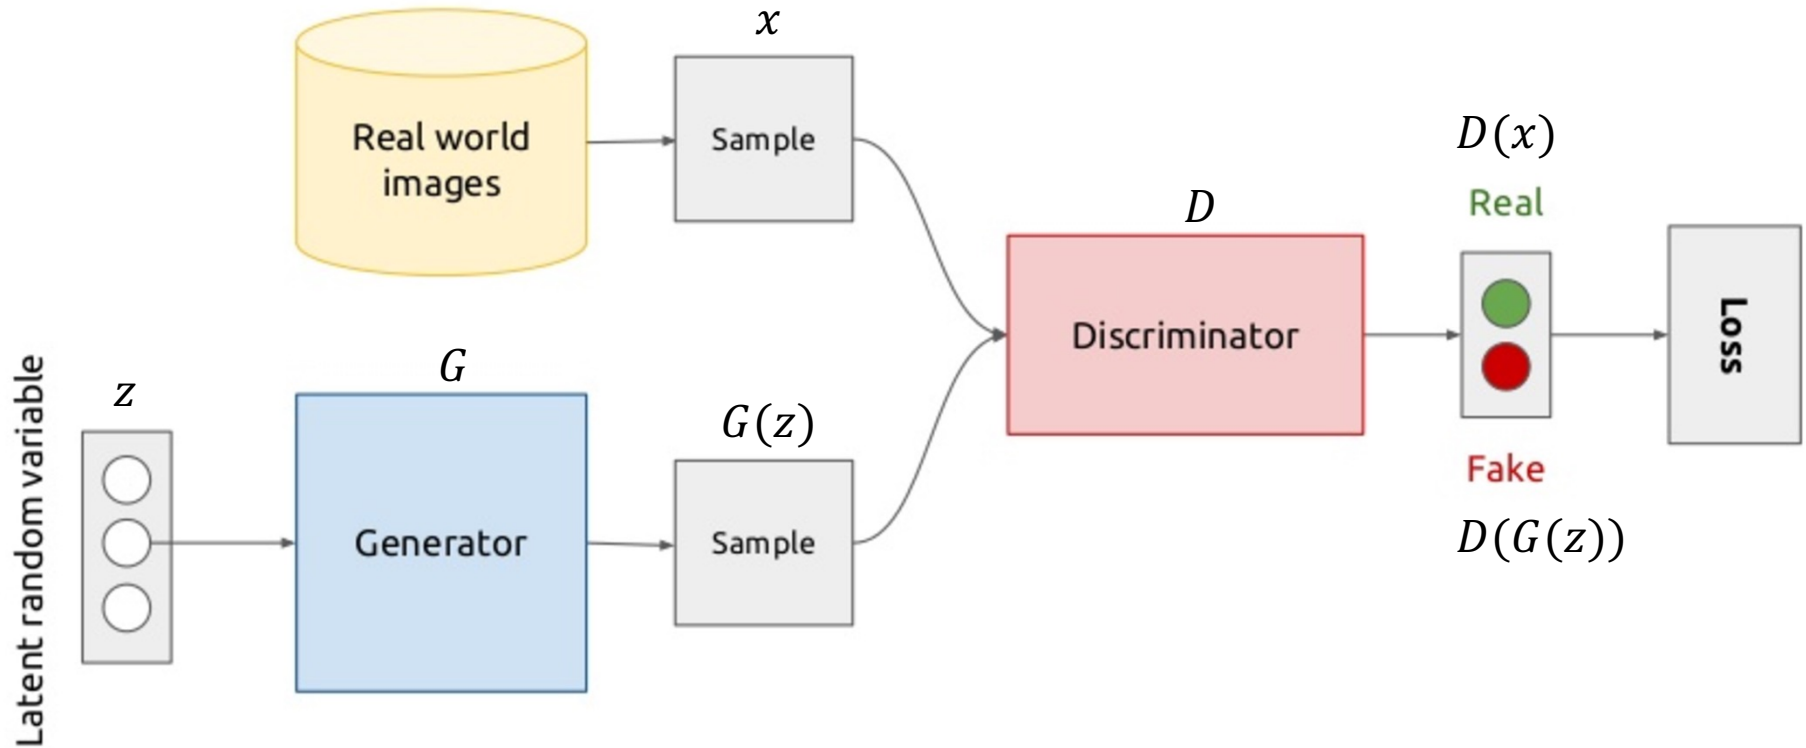 x
Real world
images
Sample
D(x)
Real
D
Discriminator
Loss
Fake
D(G(z))
Latent random variable
z
G
Generator
G(z)
Sample